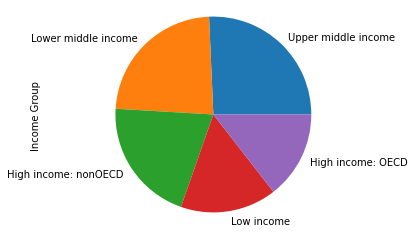 Upper middle income
Lower middle income
Income Group
High income: nonOECD
High income: OECD
Low income